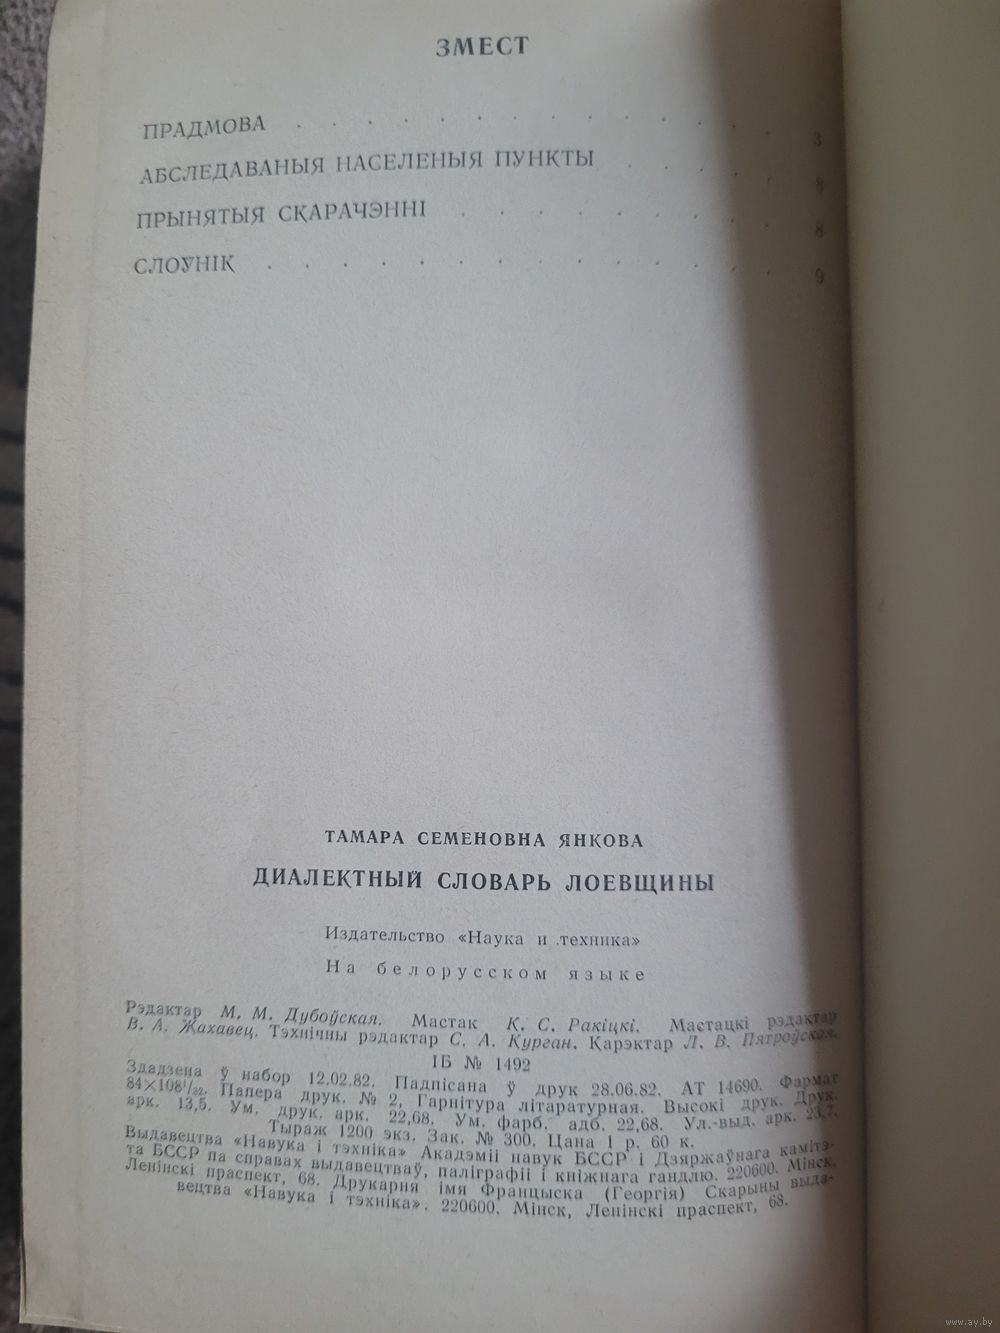 ЗМЕСТ
ПРАДМОВА . . . . . . . . . . . . . 3
АБСЛЕДАВАНЫЯ НАСЕЛЕНЫЯ ПУНКТЫ . . . . 8
ПРЫНЯТЫЯ СКАРАЧЭННІ . . . . . . . . 8
СЛОЎНІК . . . . . . . . . . . . . . 9
ТАМАРА СЕМЕНОВНА ЯНКОВА
ДИАЛЕКТНЫЙ СЛОВАРЬ ЛОЕВЩИНЫ
Издательство «Наука и техника»
На белорусском языке
Рэдактар М. М. Дубоўская. Мастак К. С. Ракіцкі. Мастацкі рэдактар
В. А. Жахавец. Тэхнічны рэдактар С. А. Курган. Карэктар Л. В. Пятроўская.
ІБ № 1492
Здадзена ў набор 12.02.82. Падпісана ў друк 28.06.82. АТ 14690. Фармат
84×108¹/₃₂. Папера друк. № 2, Гарнітура літаратурная. Высокі друк. Друк.
арк. 13,5. Ум. друк. арк. 22,68. Ум. фарб. адб. 22,68. Ул.-выд. арк. 23,7.
Тыраж 1200 экз. Зак. № 300. Цана 1 р. 60 к.
Выдавецтва «Навука і тэхніка» Акадэміі навук БССР і Дзяржаўнага камітэ-
та БССР па справах выдавецтваў, паліграфіі і кніжнага гандлю. 220600. Мінск,
Ленінскі праспект, 68. Друкарня імя Францыска (Георгія) Скарыны выда-
вецтва «Навука і тэхніка». 220600. Мінск, Ленінскі праспект, 68.
www.ay.by